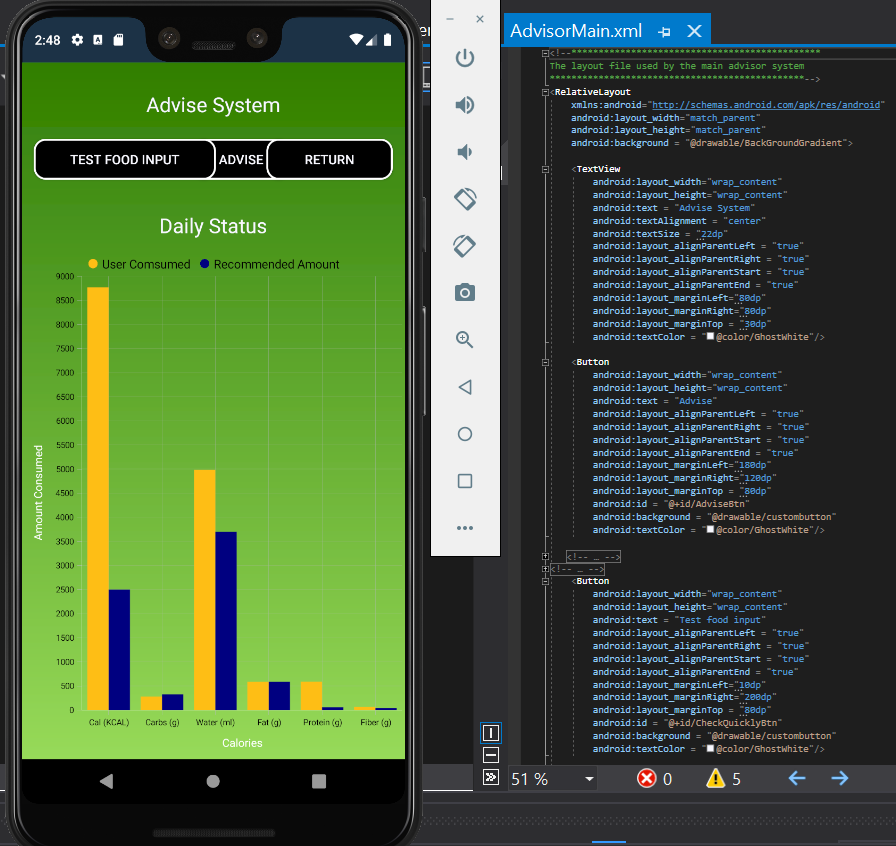 2:48
Advise System
TEST FOOD INPUT
ADVISE
RETURN
Daily Status
User Comsumed
Recommended Amount
9000
8500
8000
7500
7000
6500
6000
5500
5000
4500
4000
3500
3000
2500
2000
1500
1000
500
0
Amount Consumed
Cal (KCAL)
Carbs (g)
Water (ml)
Fat (g)
Protein (g)
Fiber (g)
Calories
AdvisorMain.xml
<!--*************************************************
The layout file used by the main advisor system
**************************************************-->
<RelativeLayout
xmlns:android="http://schemas.android.com/apk/res/android"
android:layout_width="match_parent"
android:layout_height="match_parent"
android:background = "@drawable/BackGroundGradient">
<TextView
android:layout_width="wrap_content"
android:layout_height="wrap_content"
android:text = "Advise System"
android:textAlignment = "center"
android:textSize = "22dp"
android:layout_alignParentLeft = "true"
android:layout_alignParentRight = "true"
android:layout_alignParentStart = "true"
android:layout_alignParentEnd = "true"
android:layout_marginLeft="80dp"
android:layout_marginRight="80dp"
android:layout_marginTop = "30dp"
android:textColor = "@color/GhostWhite"/>
<Button
android:layout_width="wrap_content"
android:layout_height="wrap_content"
android:text = "Advise"
android:layout_alignParentLeft = "true"
android:layout_alignParentRight = "true"
android:layout_alignParentStart = "true"
android:layout_alignParentEnd = "true"
android:layout_marginLeft="180dp"
android:layout_marginRight="120dp"
android:layout_marginTop = "80dp"
android:id = "@+id/AdviseBtn"
android:background = "@drawable/custombutton"
android:textColor = "@color/GhostWhite"/>
<!-- … -->
<!-- … -->
<Button
android:layout_width="wrap_content"
android:layout_height="wrap_content"
android:text = "Test food input"
android:layout_alignParentLeft = "true"
android:layout_alignParentRight = "true"
android:layout_alignParentStart = "true"
android:layout_alignParentEnd = "true"
android:layout_marginLeft="10dp"
android:layout_marginRight="200dp"
android:layout_marginTop = "80dp"
android:id = "@+id/CheckQuicklyBtn"
android:background = "@drawable/custombutton"
android:textColor = "@color/GhostWhite"/>
51 %
0
5